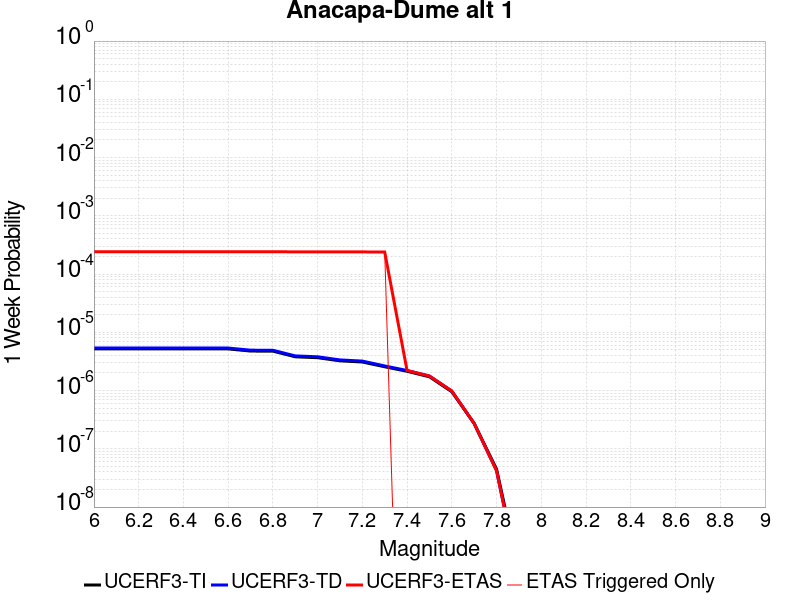 Anacapa-Dume alt 1
10^0
10^-1
10^-2
10^-3
10^-4
10^-5
10^-6
10^-7
10^-8
1 Week Probability
6 6.2 6.4 6.6 6.8 7 7.2 7.4 7.6 7.8 8 8.2 8.4 8.6 8.8 9
Magnitude
UCERF3-TI UCERF3-TD UCERF3-ETAS ETAS Triggered Only